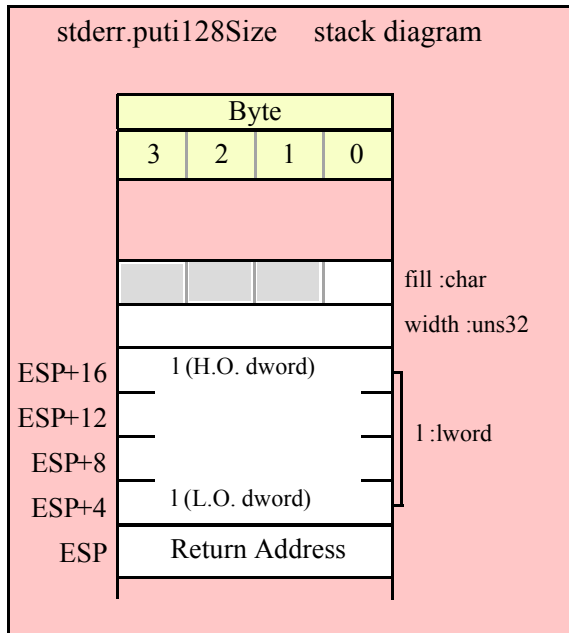 stderr.puti128Size stack diagram
Byte
3 2 1 0
fill :char
width :uns32
ESP+16 l (H.O. dword)
ESP+12
l :lword
ESP+8
ESP+4 l (L.O. dword)
ESP Return Address